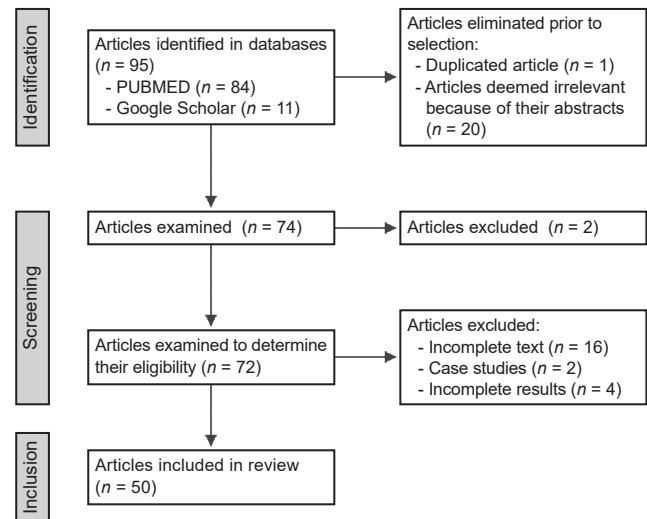 Identification
Articles identified in databases
(n = 95)
- PUBMED (n = 84)
- Google Scholar (n = 11)
Articles eliminated prior to
selection:
- Duplicated article (n = 1)
- Articles deemed irrelevant
because of their abstracts
(n = 20)
Screening
Articles examined (n = 74)
Articles excluded (n = 2)
Articles examined to determine
their eligibility (n = 72)
Articles excluded:
- Incomplete text (n = 16)
- Case studies (n = 2)
- Incomplete results (n = 4)
Inclusion
Articles included in review
(n = 50)